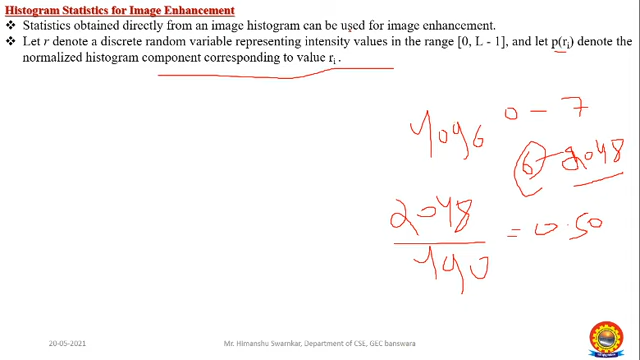 Histogram Statistics for Image Enhancement
❖ Statistics obtained directly from an image histogram can be used for image enhancement.
❖ Let r denote a discrete random variable representing intensity values in the range [0, L - 1], and let p(ri) denote the
normalized histogram component corresponding to value ri .
0 - 7
4096
6 - 2048
2048
= 0.50
20-05-2021
Mr. Himanshu Swarnkar, Department of CSE, GEC banswara